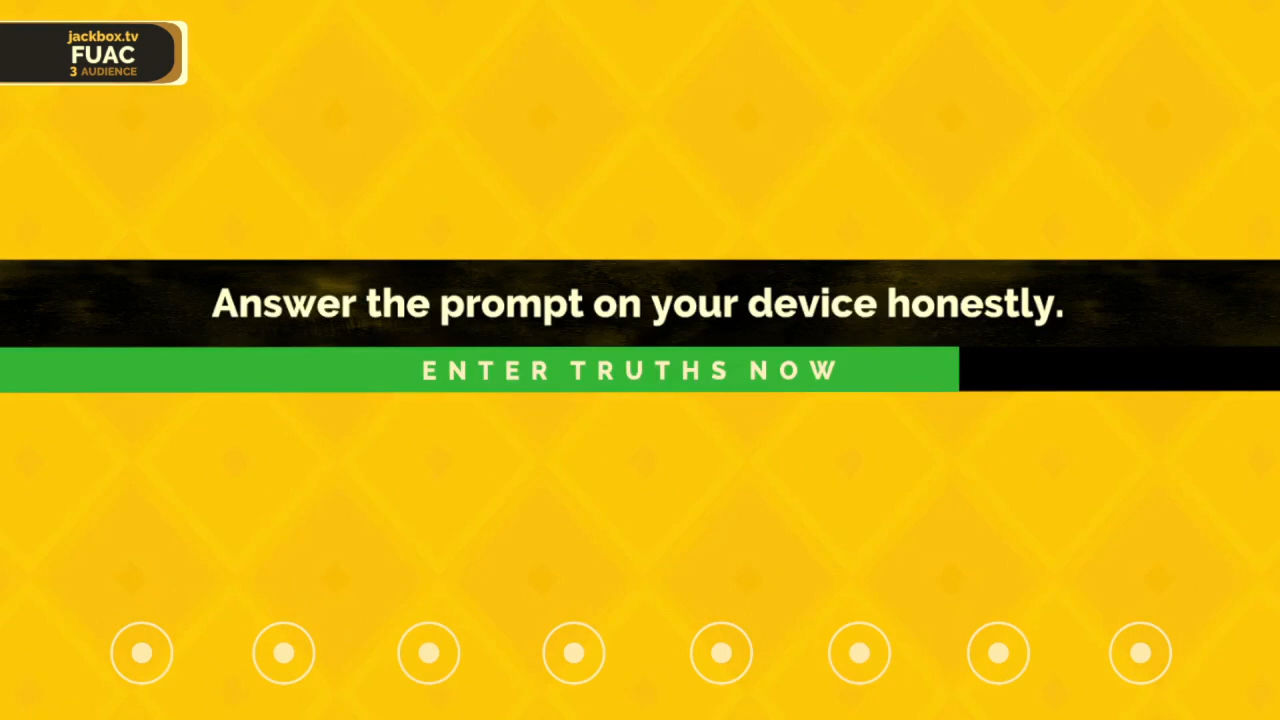 jackbox.tv
FUAC
3 AUDIENCE
Answer the prompt on your device honestly.
ENTER TRUTHS NOW